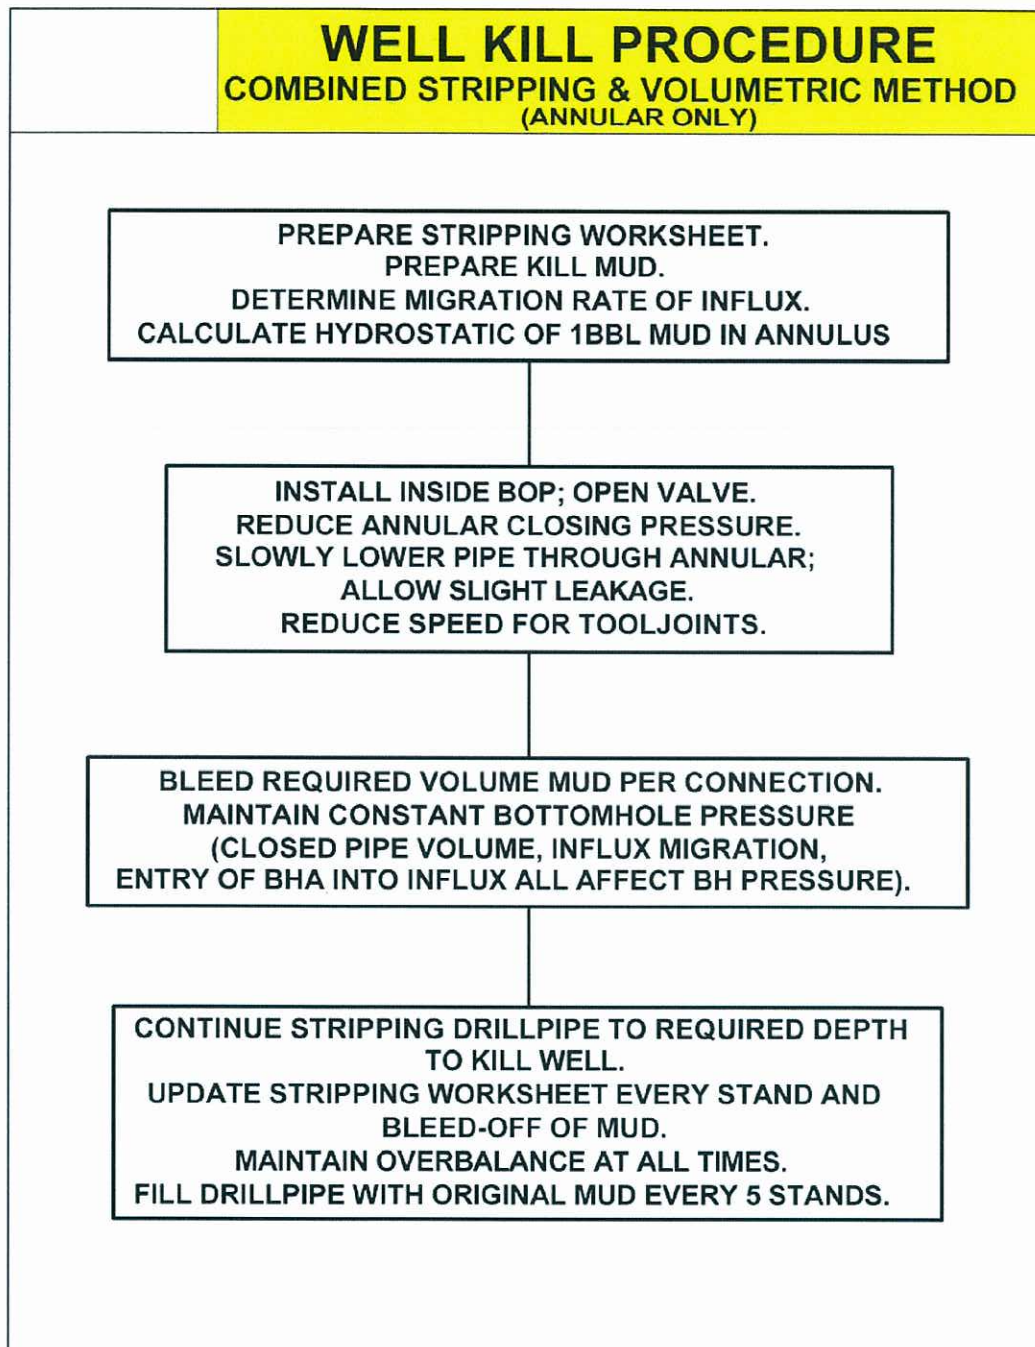 WELL KILL PROCEDURE
COMBINED STRIPPING & VOLUMETRIC METHOD
(ANNULAR ONLY)
PREPARE STRIPPING WORKSHEET.
PREPARE KILL MUD.
DETERMINE MIGRATION RATE OF INFLUX.
CALCULATE HYDROSTATIC OF 1BBL MUD IN ANNULUS
INSTALL INSIDE BOP; OPEN VALVE.
REDUCE ANNULAR CLOSING PRESSURE.
SLOWLY LOWER PIPE THROUGH ANNULAR;
ALLOW SLIGHT LEAKAGE.
REDUCE SPEED FOR TOOLJOINTS.
BLEED REQUIRED VOLUME MUD PER CONNECTION.
MAINTAIN CONSTANT BOTTOMHOLE PRESSURE
(CLOSED PIPE VOLUME, INFLUX MIGRATION,
ENTRY OF BHA INTO INFLUX ALL AFFECT BH PRESSURE).
CONTINUE STRIPPING DRILLPIPE TO REQUIRED DEPTH
TO KILL WELL.
UPDATE STRIPPING WORKSHEET EVERY STAND AND
BLEED-OFF OF MUD.
MAINTAIN OVERBALANCE AT ALL TIMES.
FILL DRILLPIPE WITH ORIGINAL MUD EVERY 5 STANDS.